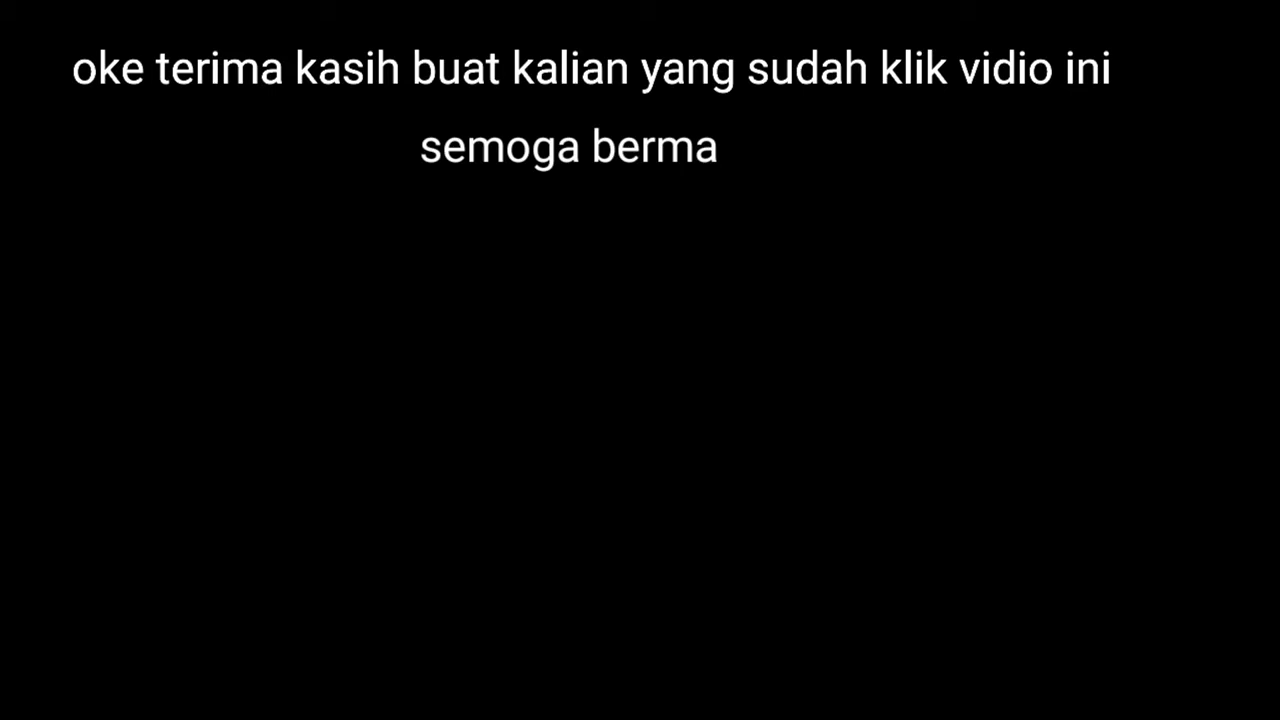 oke terima kasih buat kalian yang sudah klik vidio ini
semoga berma